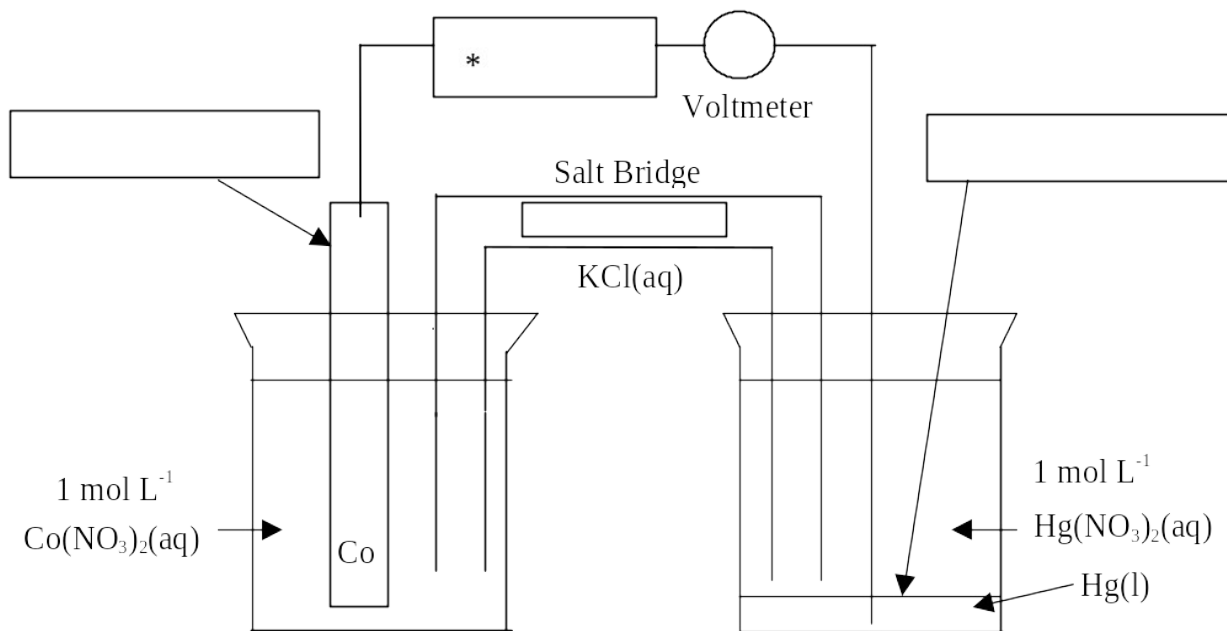 *
Voltmeter
Salt Bridge
KCl(aq)
1 mol L⁻¹
Co(NO₃)₂(aq)
Co
1 mol L⁻¹
Hg(NO₃)₂(aq)
Hg(l)